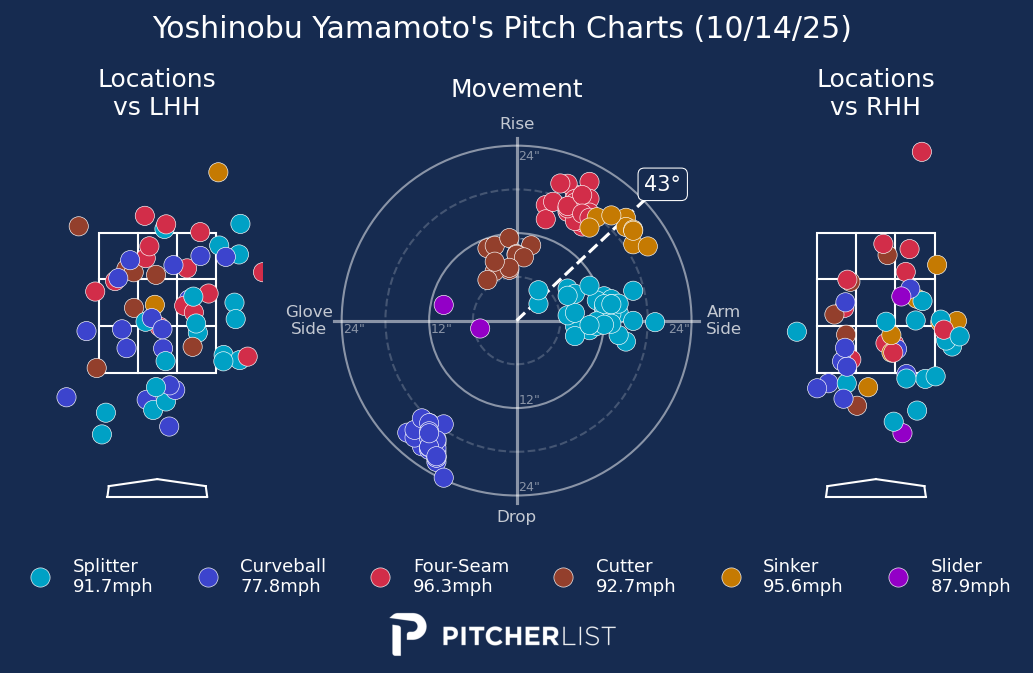 Yoshinobu Yamamoto's Pitch Charts (10/14/25)
Locations
vs LHH
Movement
Locations
vs RHH
Rise
24"
43°
Glove
Side
24"
12"
24"
Arm
Side
12"
24"
Drop
Splitter
91.7mph
Curveball
77.8mph
Four-Seam
96.3mph
Cutter
92.7mph
Sinker
95.6mph
Slider
87.9mph
PITCHERLIST